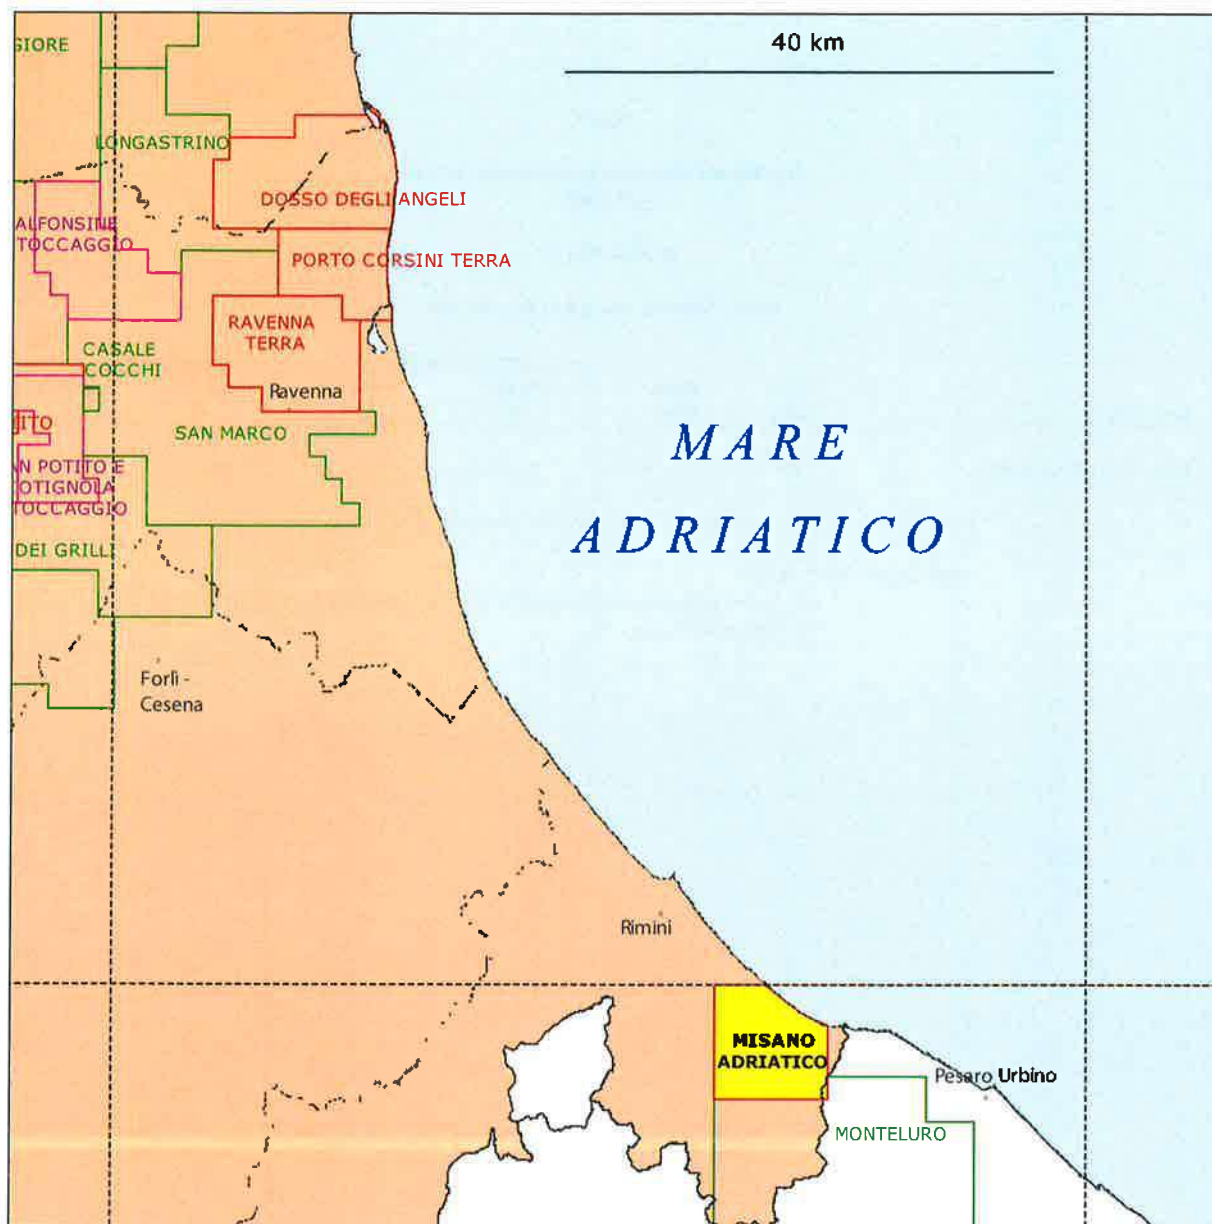 40 km
GIORE
LONGASTRINO
DOSSO DEGLI ANGELI
ALFONSINE
TOCCAGGIO
PORTO CORSINI TERRA
RAVENNA
TERRA
CASALE
COCCHI
Ravenna
ITO
SAN MARCO
MARE
ADRIATICO
N POTITO E
OTIGNOLA
TOCCAGGIO
DEI GRILLI
Forlì -
Cesena
Rimini
MISANO
ADRIATICO
Pesaro Urbino
MONTELURO